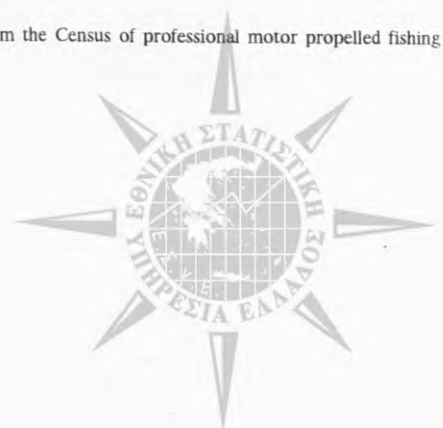 m the Census of professional motor propelled fishing
ΕΘΝΙΚΗ ΣΤΑΤΙΣΤΙΚΗ
ΥΠΗΡΕΣΙΑ ΕΛΛΑΔΟΣ
Ε.Σ.Υ.Ε.